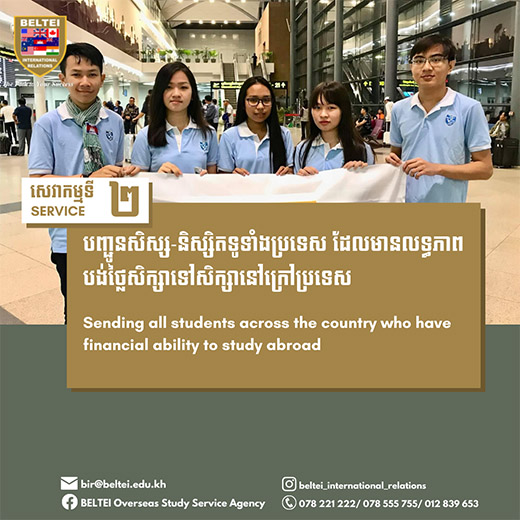 BELTEI
INTERNATIONAL
RELATIONS
សេវាកម្មទី
SERVICE
២
បញ្ជូនសិស្ស-និស្សិតទូទាំងប្រទេស ដែលមានលទ្ធភាព
បង់ថ្លៃសិក្សាទៅសិក្សានៅក្រៅប្រទេស
Sending all students across the country who have
financial ability to study abroad
bir@beltei.edu.kh
beltei_international_relations
BELTEI Overseas Study Service Agency
078 221 222/ 078 555 755/ 012 839 653